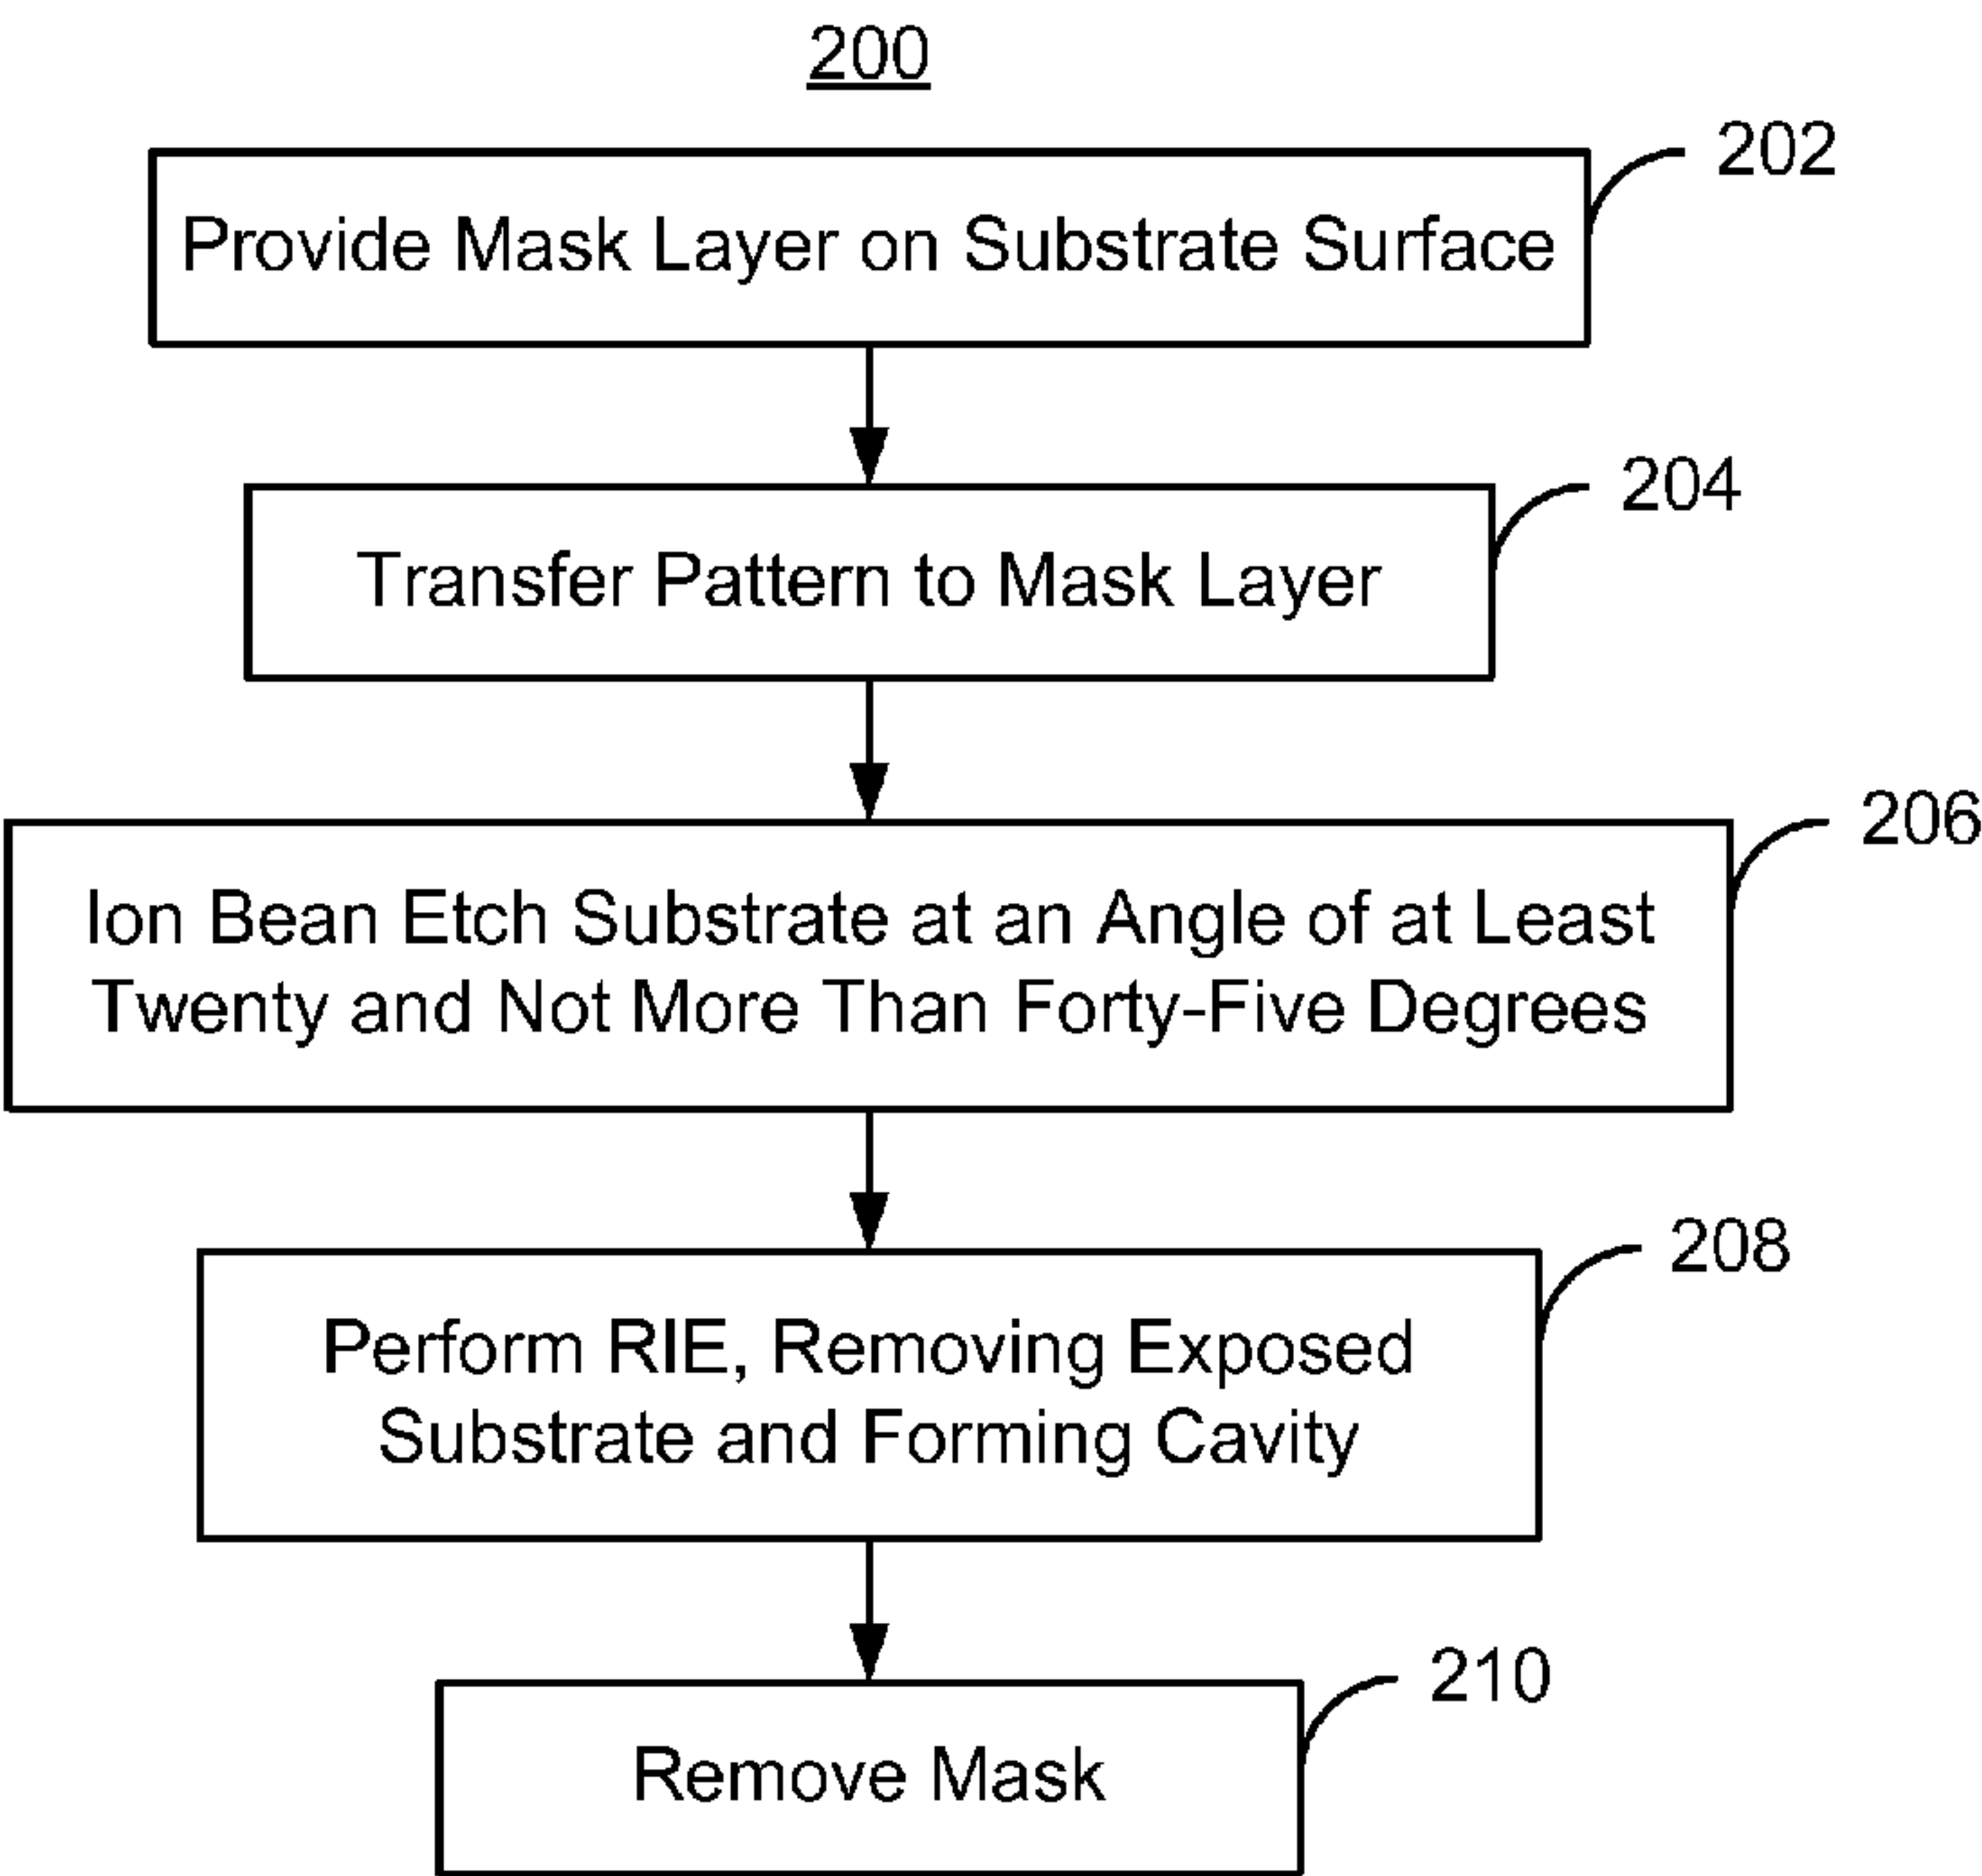 200
202
Provide Mask Layer on Substrate Surface
204
Transfer Pattern to Mask Layer
206
Ion Bean Etch Substrate at an Angle of at Least
Twenty and Not More Than Forty-Five Degrees
208
Perform RIE, Removing Exposed
Substrate and Forming Cavity
210
Remove Mask